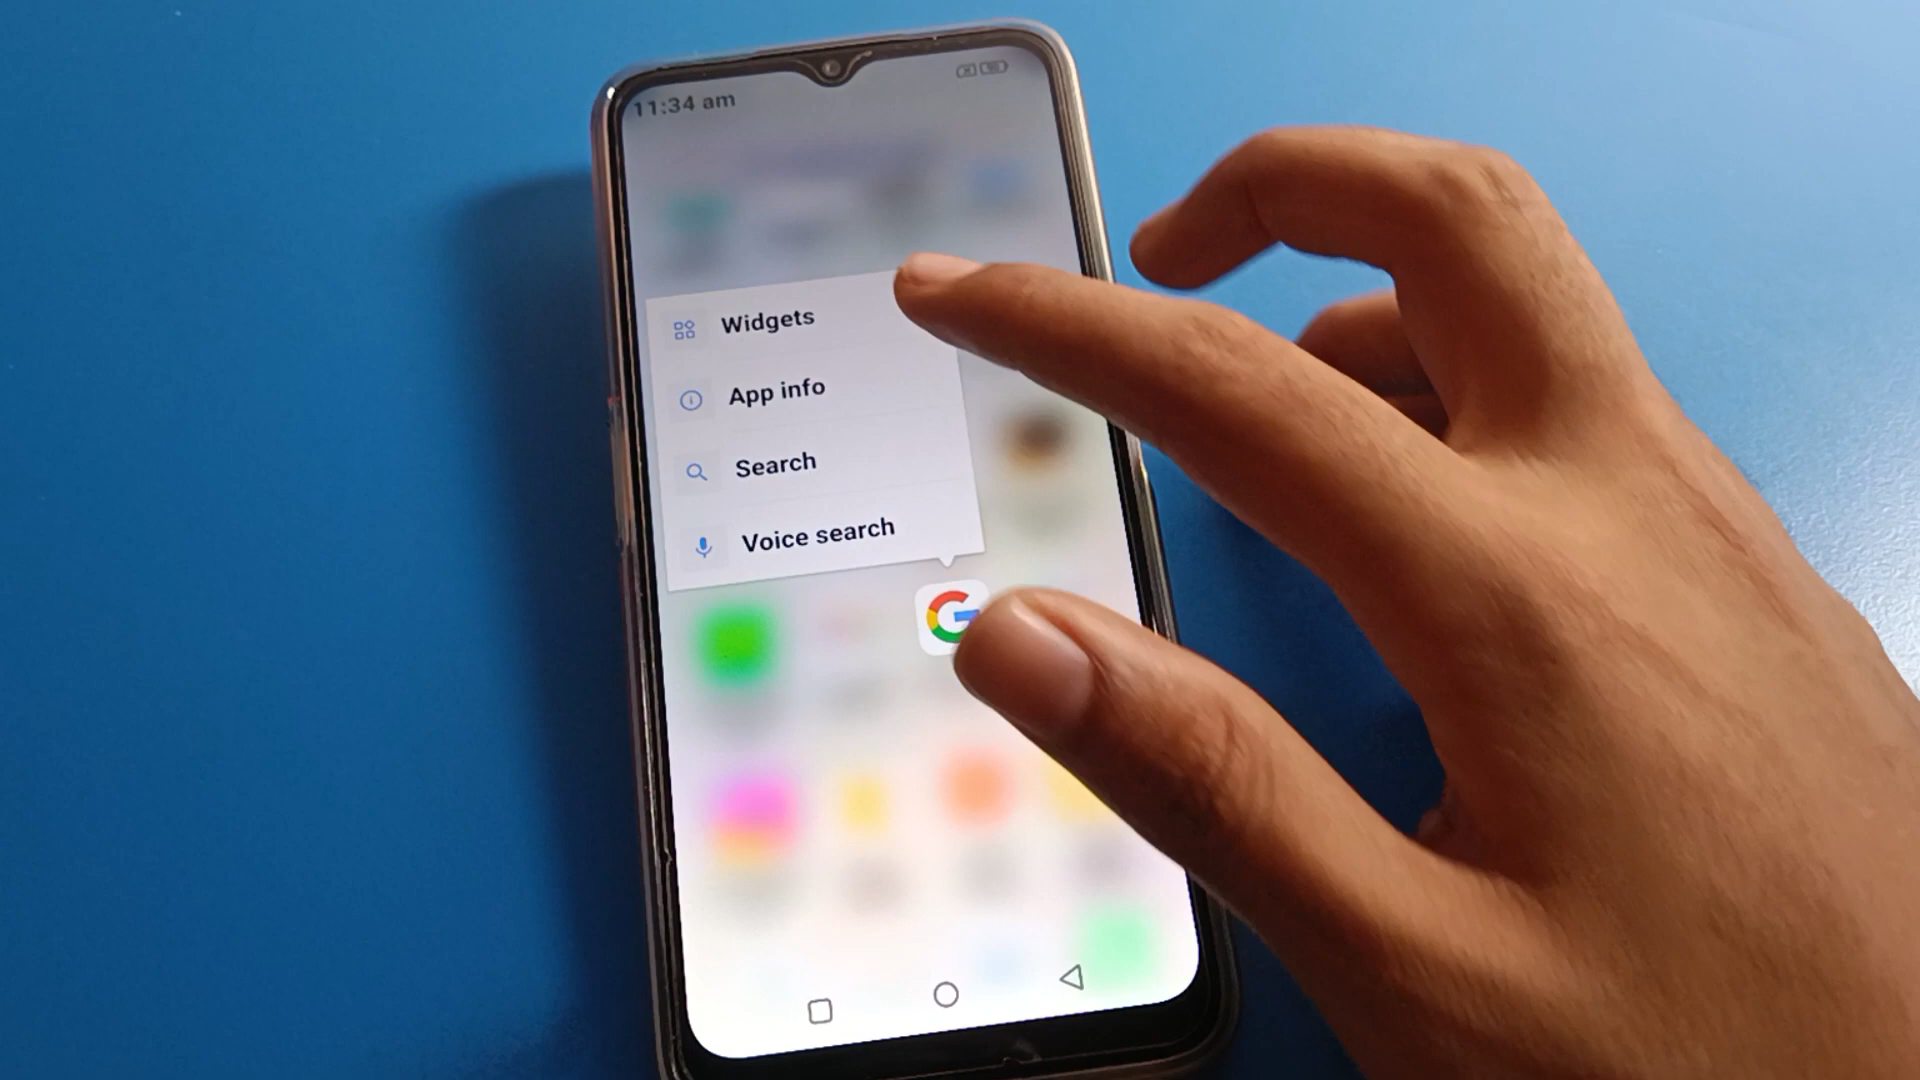 11:34 am
Widgets
App info
Search
Voice search